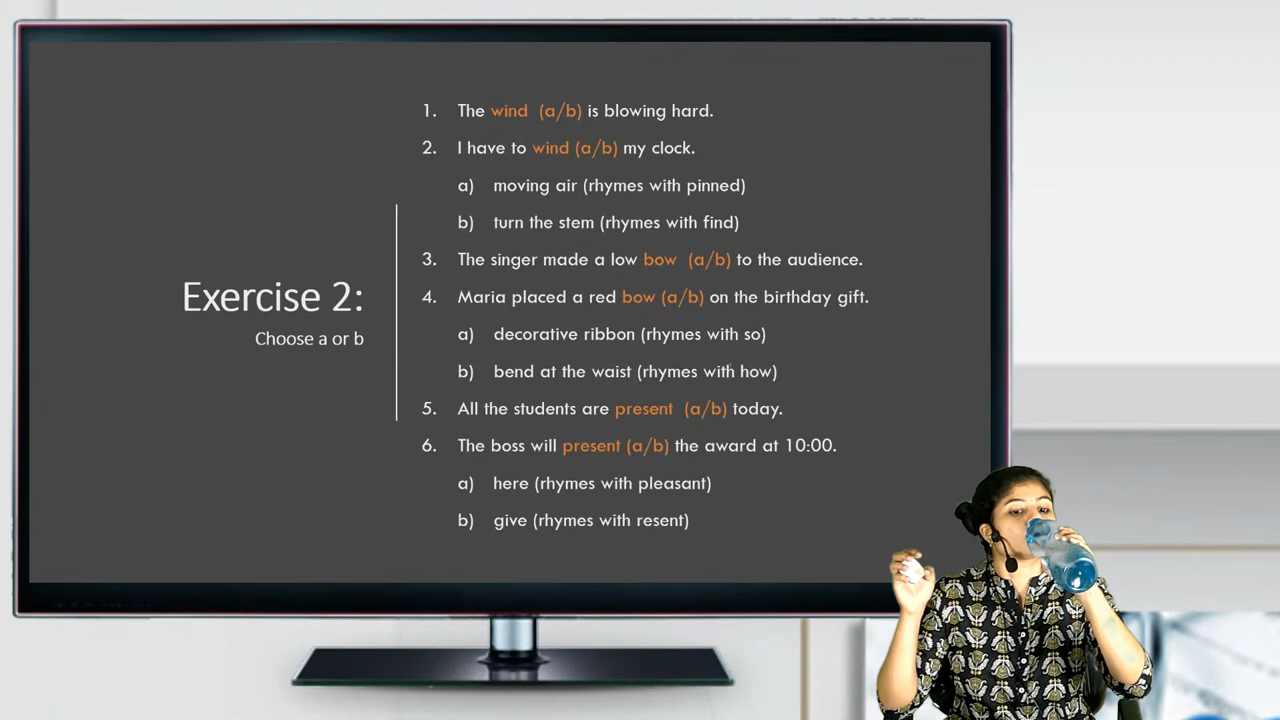 Exercise 2:
Choose a or b
1. The wind (a/b) is blowing hard.
2. I have to wind (a/b) my clock.
a) moving air (rhymes with pinned)
b) turn the stem (rhymes with find)
3. The singer made a low bow (a/b) to the audience.
4. Maria placed a red bow (a/b) on the birthday gift.
a) decorative ribbon (rhymes with so)
b) bend at the waist (rhymes with how)
5. All the students are present (a/b) today.
6. The boss will present (a/b) the award at 10:00.
a) here (rhymes with pleasant)
b) give (rhymes with resent)